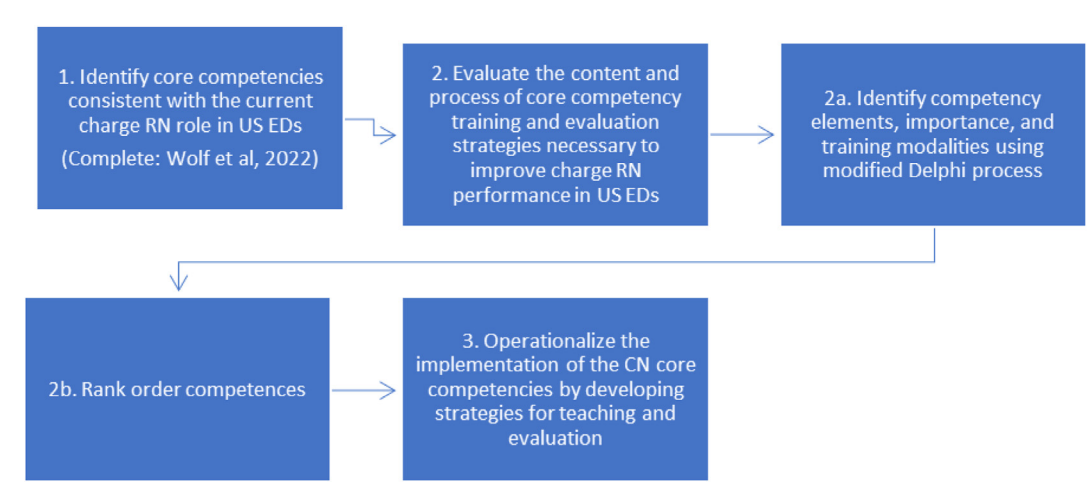 1. Identify core competencies
consistent with the current
charge RN role in US EDs
(Complete: Wolf et al, 2022)
2. Evaluate the content and
process of core competency
training and evaluation
strategies necessary to
improve charge RN
performance in US EDs
2a. Identify competency
elements, importance, and
training modalities using
modified Delphi process
2b. Rank order competences
3. Operationalize the
implementation of the CN core
competencies by developing
strategies for teaching and
evaluation